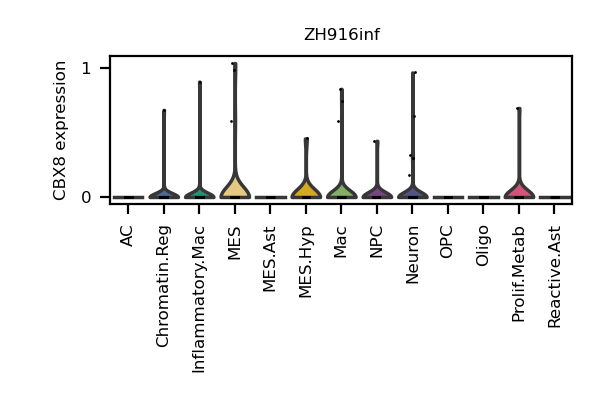 ZH916inf
CBX8 expression
1
0
AC
Chromatin.Reg
Inflammatory.Mac
MES
MES.Ast
MES.Hyp
Mac
NPC
Neuron
OPC
Oligo
Prolif.Metab
Reactive.Ast